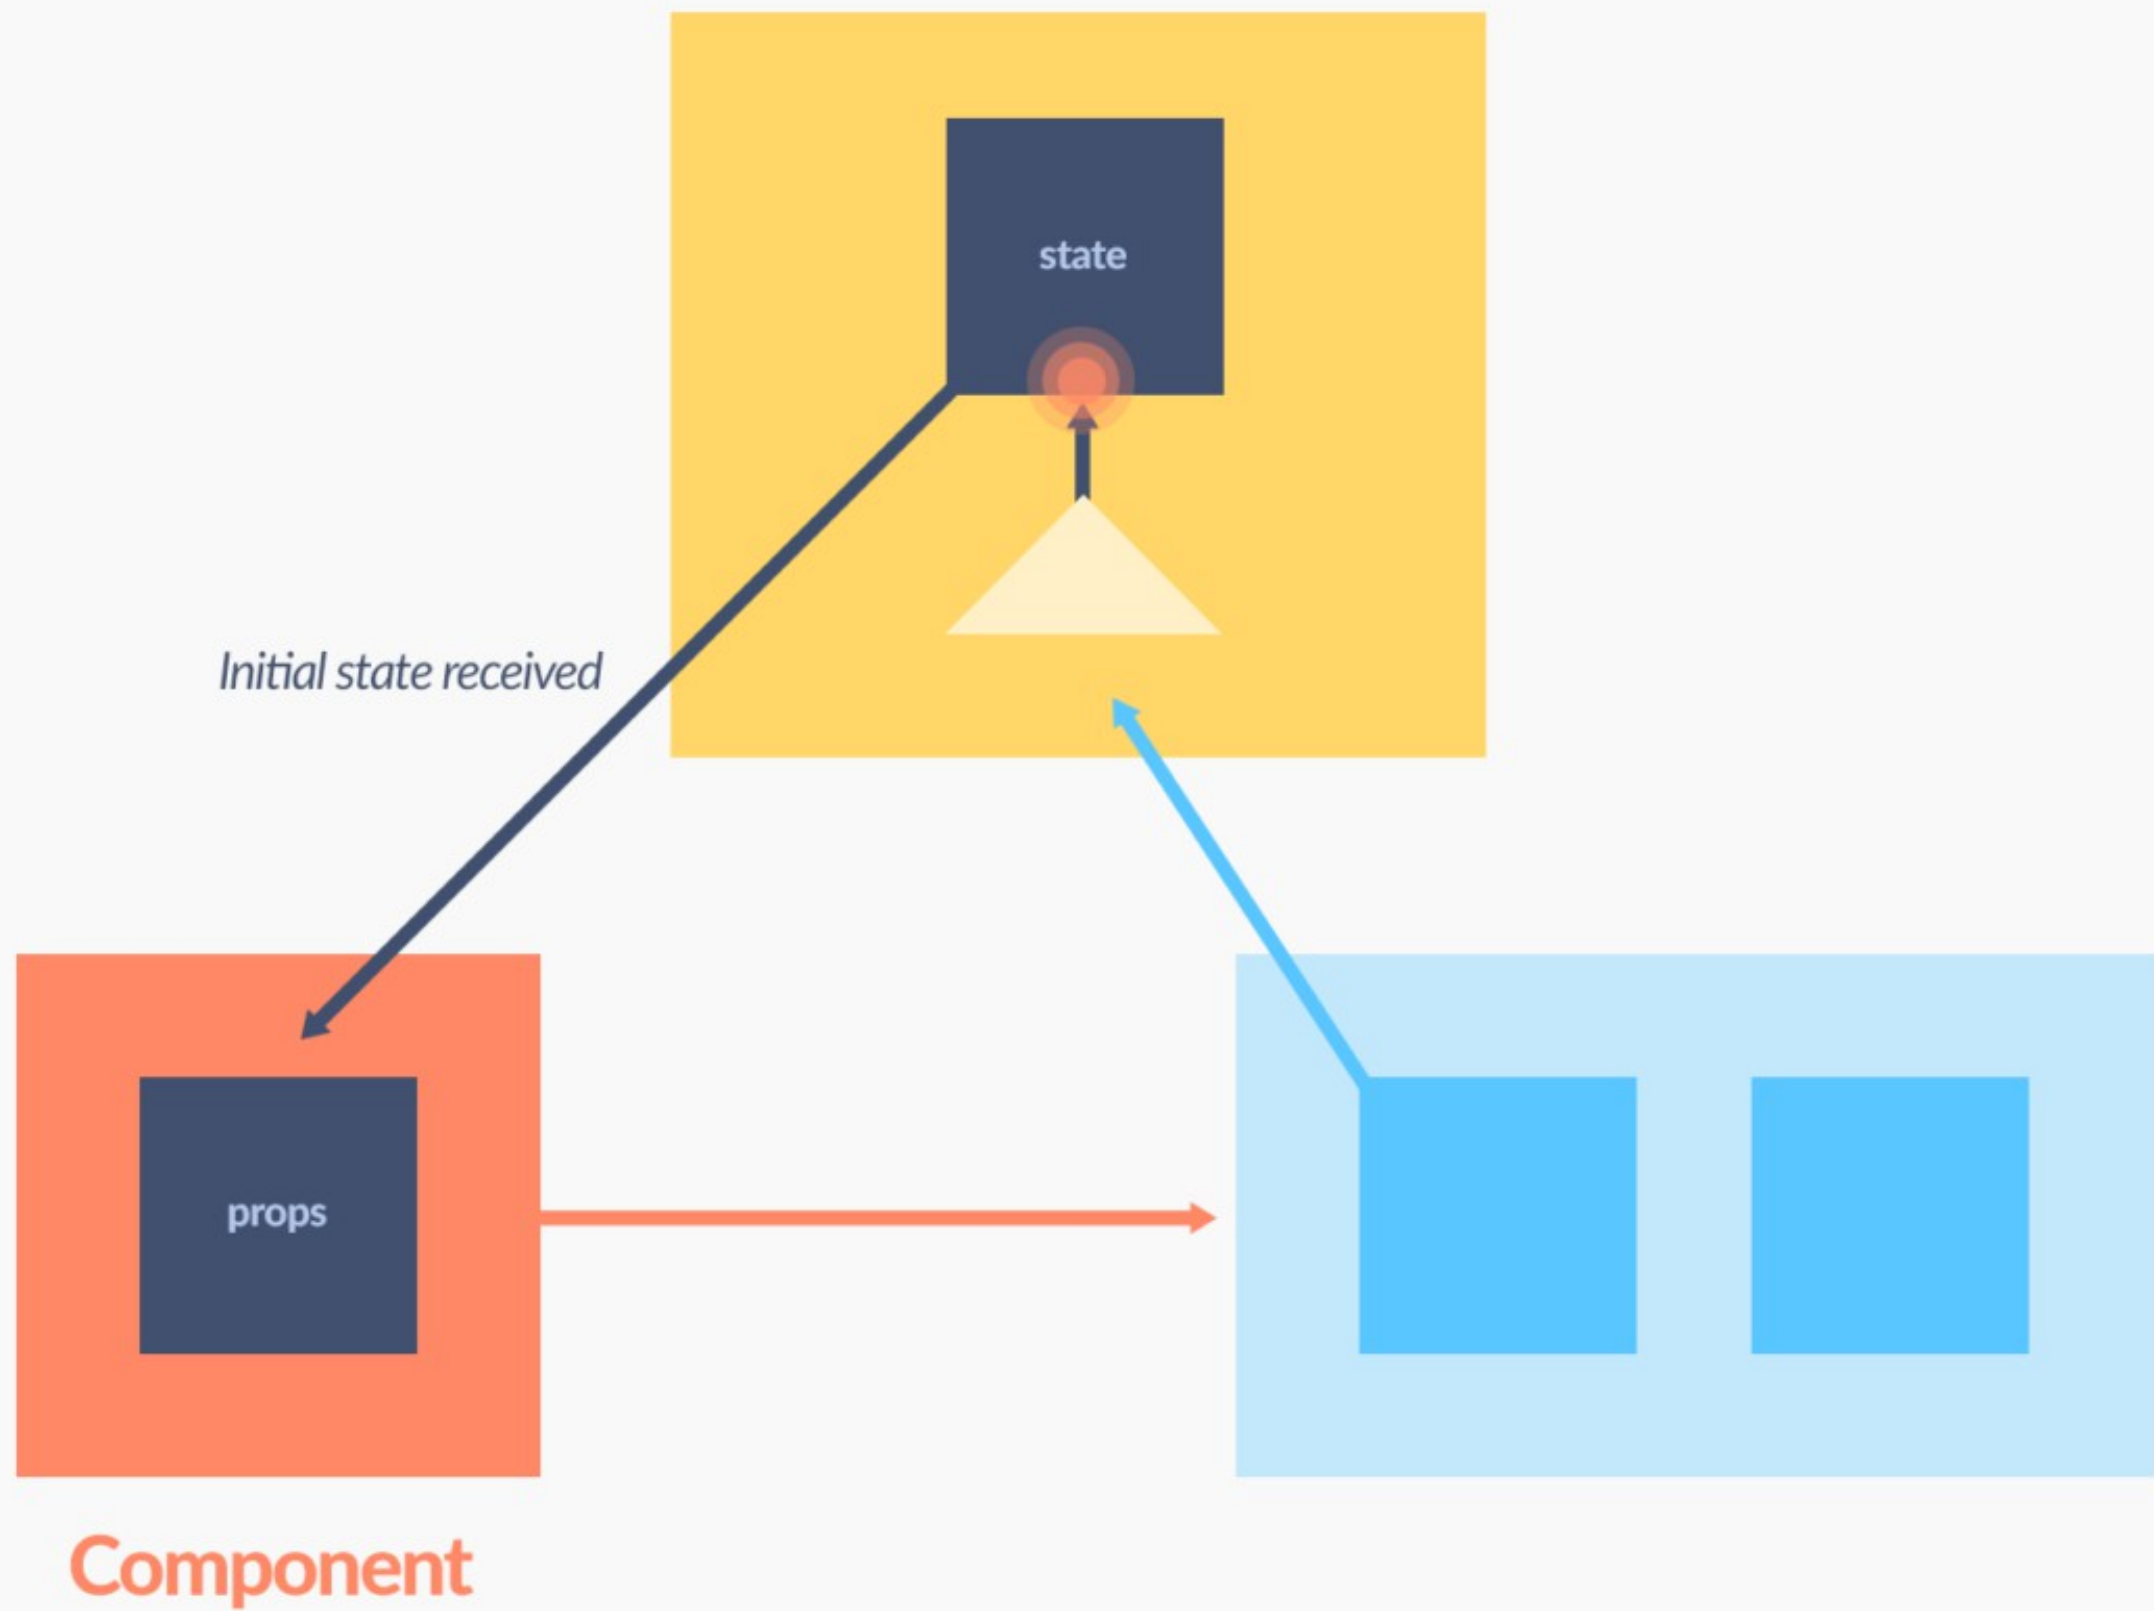 state
Initial state received
props
Component